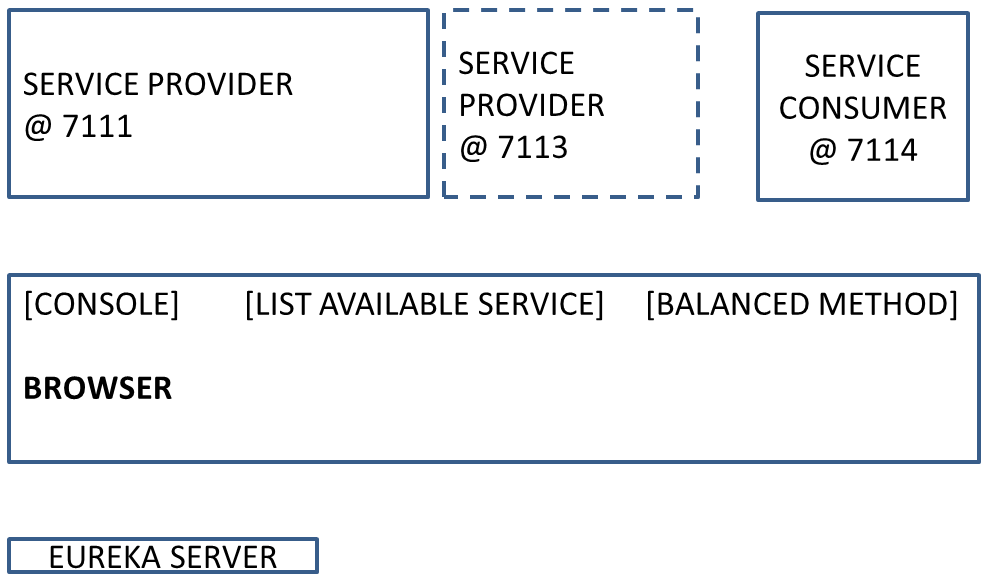 SERVICE PROVIDER
@ 7111
SERVICE
PROVIDER
@ 7113
SERVICE
CONSUMER
@ 7114
[CONSOLE] [LIST AVAILABLE SERVICE] [BALANCED METHOD]
BROWSER
EUREKA SERVER